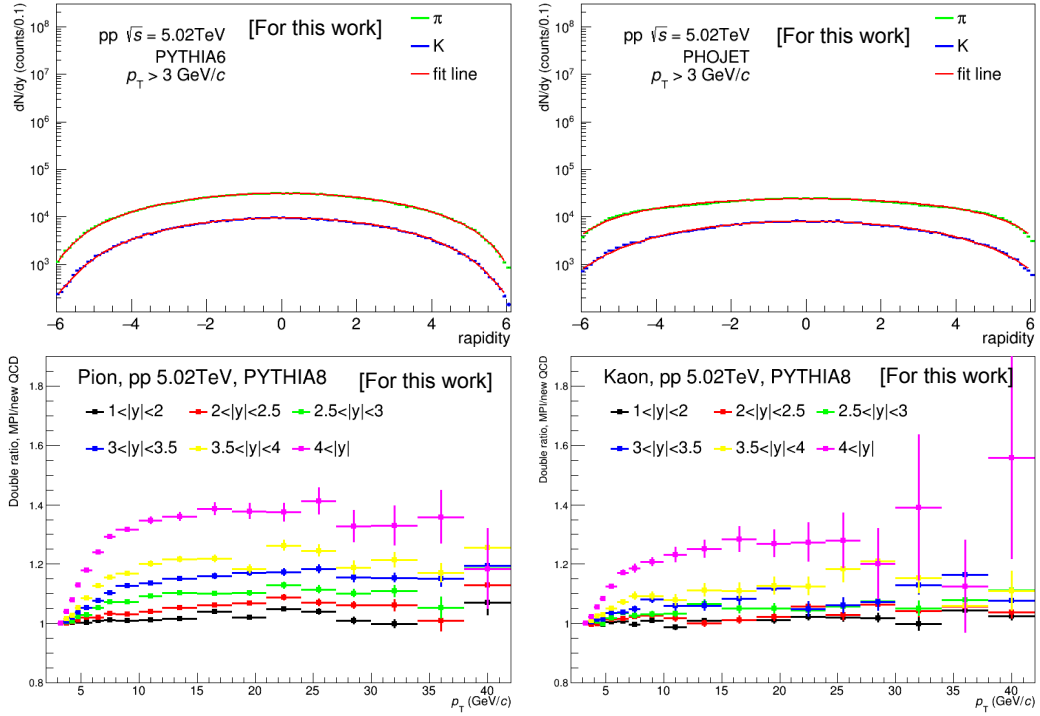 dN/dy (counts/0.1)
10^8
10^7
10^6
10^5
10^4
10^3
pp √s = 5.02TeV
PYTHIA6
p_T > 3 GeV/c
[For this work]
π
K
fit line
−6 −4 −2 0 2 4 6
rapidity
dN/dy (counts/0.1)
10^8
10^7
10^6
10^5
10^4
10^3
pp √s = 5.02TeV
PHOJET
p_T > 3 GeV/c
[For this work]
π
K
fit line
−6 −4 −2 0 2 4 6
rapidity
Double ratio, MPI/new QCD
1.8
1.6
1.4
1.2
1
0.8
Pion, pp 5.02TeV, PYTHIA8 [For this work]
1<|y|<2 2<|y|<2.5 2.5<|y|<3
3<|y|<3.5 3.5<|y|<4 4<|y|
5 10 15 20 25 30 35 40
p_T (GeV/c)
Double ratio, MPI/new QCD
1.8
1.6
1.4
1.2
1
0.8
Kaon, pp 5.02TeV, PYTHIA8 [For this work]
1<|y|<2 2<|y|<2.5 2.5<|y|<3
3<|y|<3.5 3.5<|y|<4 4<|y|
5 10 15 20 25 30 35 40
p_T (GeV/c)